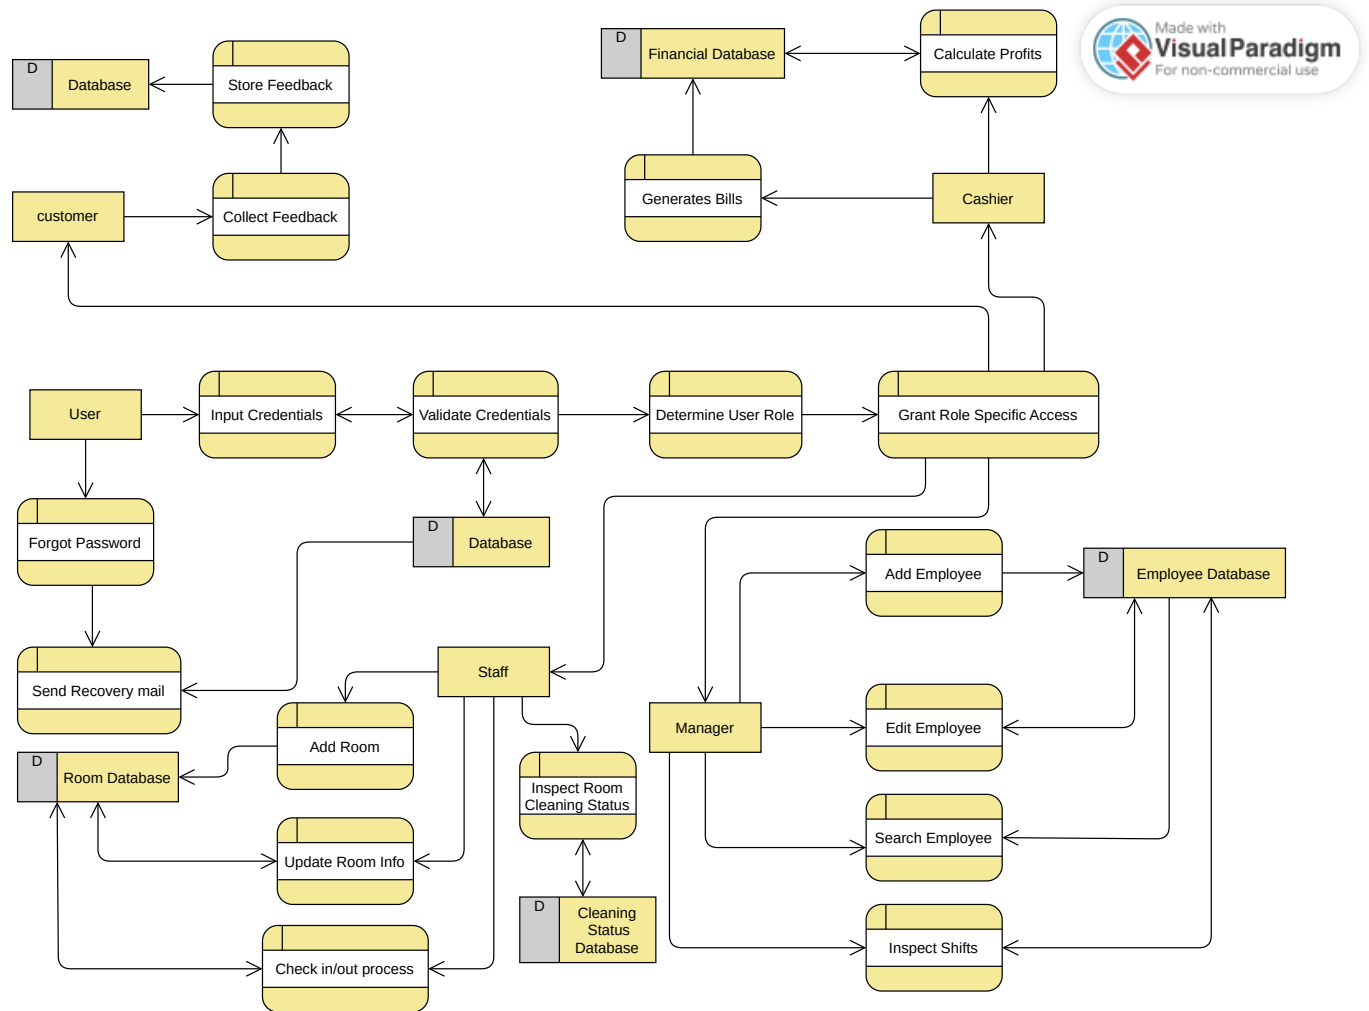 Made with
Visual Paradigm
For non-commercial use
D
Financial Database
Calculate Profits
D
Database
Store Feedback
Generates Bills
Cashier
customer
Collect Feedback
User
Input Credentials
Validate Credentials
Determine User Role
Grant Role Specific Access
D
Database
Forgot Password
D
Employee Database
Add Employee
Send Recovery mail
Staff
Manager
Edit Employee
Add Room
D
Room Database
Inspect Room
Cleaning Status
Search Employee
Update Room Info
D
Cleaning
Status
Database
Inspect Shifts
Check in/out process